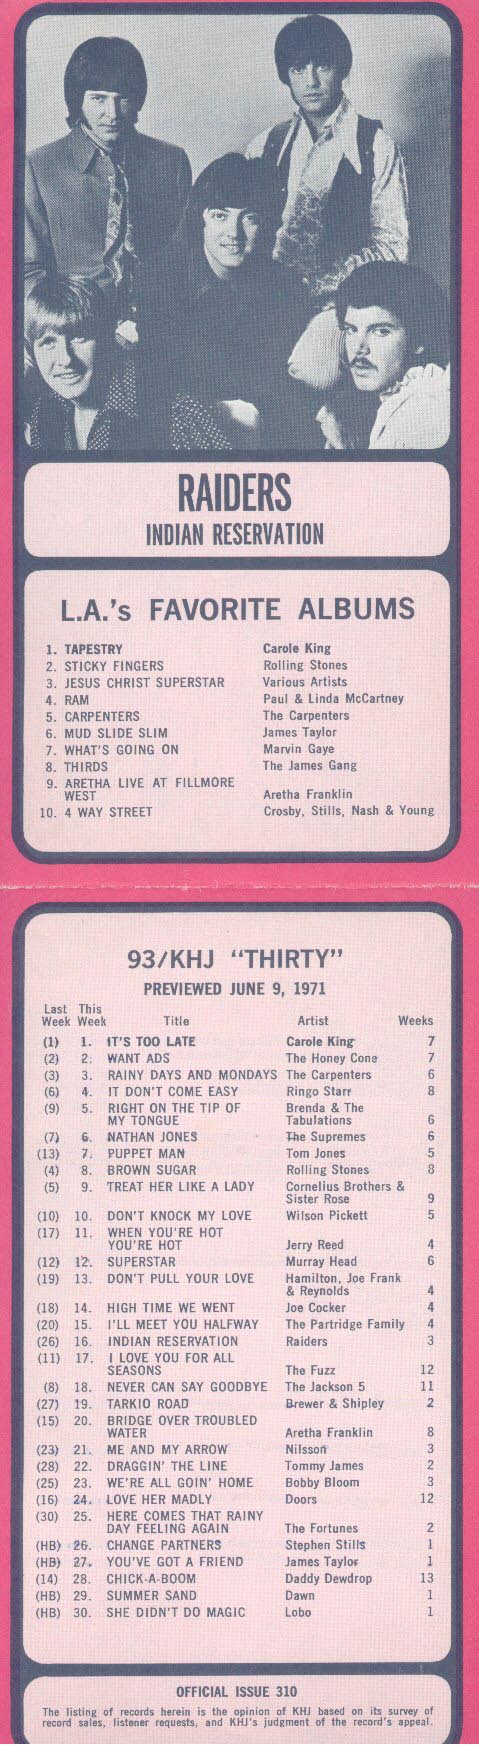 RAIDERS
INDIAN RESERVATION
L.A.'s FAVORITE ALBUMS
1. TAPESTRY Carole King
2. STICKY FINGERS Rolling Stones
3. JESUS CHRIST SUPERSTAR Various Artists
4. RAM Paul & Linda McCartney
5. CARPENTERS The Carpenters
6. MUD SLIDE SLIM James Taylor
7. WHAT'S GOING ON Marvin Gaye
8. THIRDS The James Gang
9. ARETHA LIVE AT FILLMORE
WEST Aretha Franklin
10. 4 WAY STREET Crosby, Stills, Nash & Young
93/KHJ "THIRTY"
PREVIEWED JUNE 9, 1971
Last This
Week Week Title Artist Weeks
(1) 1. IT'S TOO LATE Carole King 7
(2) 2. WANT ADS The Honey Cone 7
(3) 3. RAINY DAYS AND MONDAYS The Carpenters 6
(6) 4. IT DON'T COME EASY Ringo Starr 8
(9) 5. RIGHT ON THE TIP OF Brenda & The
MY TONGUE Tabulations 6
(7) 6. NATHAN JONES The Supremes 6
(13) 7. PUPPET MAN Tom Jones 5
(4) 8. BROWN SUGAR Rolling Stones 8
(5) 9. TREAT HER LIKE A LADY Cornelius Brothers &
Sister Rose 9
(10) 10. DON'T KNOCK MY LOVE Wilson Pickett 5
(17) 11. WHEN YOU'RE HOT
YOU'RE HOT Jerry Reed 4
(12) 12. SUPERSTAR Murray Head 6
(19) 13. DON'T PULL YOUR LOVE Hamilton, Joe Frank
& Reynolds 4
(18) 14. HIGH TIME WE WENT Joe Cocker 4
(20) 15. I'LL MEET YOU HALFWAY The Partridge Family 4
(26) 16. INDIAN RESERVATION Raiders 3
(11) 17. I LOVE YOU FOR ALL
SEASONS The Fuzz 12
(8) 18. NEVER CAN SAY GOODBYE The Jackson 5 11
(27) 19. TARKIO ROAD Brewer & Shipley 2
(15) 20. BRIDGE OVER TROUBLED
WATER Aretha Franklin 8
(23) 21. ME AND MY ARROW Nilsson 3
(28) 22. DRAGGIN' THE LINE Tommy James 2
(25) 23. WE'RE ALL GOIN' HOME Bobby Bloom 3
(16) 24. LOVE HER MADLY Doors 12
(30) 25. HERE COMES THAT RAINY
DAY FEELING AGAIN The Fortunes 2
(HB) 26. CHANGE PARTNERS Stephen Stills 1
(HB) 27. YOU'VE GOT A FRIEND James Taylor 1
(14) 28. CHICK-A-BOOM Daddy Dewdrop 13
(HB) 29. SUMMER SAND Dawn 1
(HB) 30. SHE DIDN'T DO MAGIC Lobo 1
OFFICIAL ISSUE 310
The listing of records herein is the opinion of KHJ based on its survey of
record sales, listener requests, and KHJ's judgment of the record's appeal.